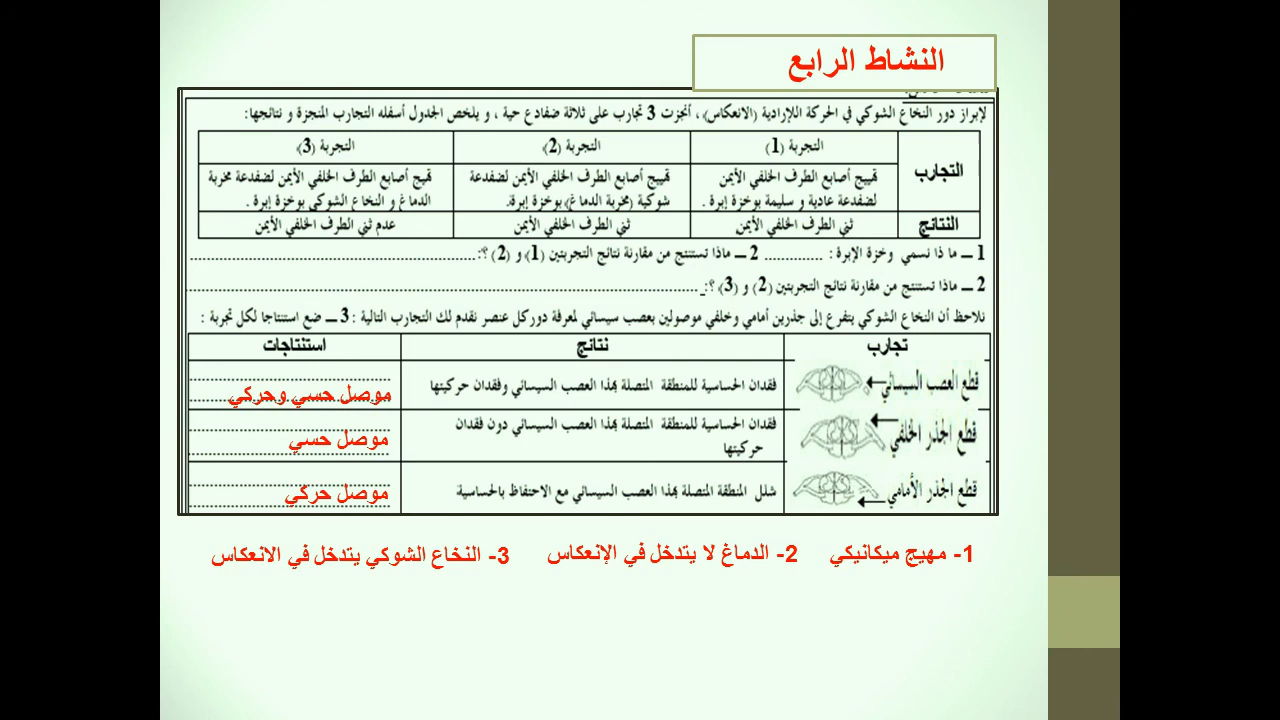 النشاط الرابع
لإبراز دور النخاع الشوكي في الحركة اللاإرادية (الانعكاس)، أنجزت 3 تجارب على ثلاثة ضفادع حية ، و يلخص الجدول أسفله التجارب المنجزة و نتائجها:
التجارب
التجربة (1)
التجربة (2)
التجربة (3)
تهييج أصابع الطرف الخلفي الأيمن
لضفدعة عادية و سليمة بوخزة إبرة .
تهييج أصابع الطرف الخلفي الأيمن لضفدعة
شوكية (مخربة الدماغ) بوخزة إبرة.
تهيج أصابع الطرف الخلفي الأيمن لضفدعة مخربة
الدماغ و النخاع الشوكي بوخزة إبرة .
النتائج
ثني الطرف الخلفي الأيمن
ثني الطرف الخلفي الأيمن
عدم ثني الطرف الخلفي الأيمن
1 ــ ما ذا نسمي وخزة الإبرة : ............. 2 ــ ماذا تستنتج من مقارنة نتائج التجربتين (1) و (2) ؟:..........................................................
2 ــ ماذا تستنتج من مقارنة نتائج التجربتين (2) و (3) ؟:ـ ..........................................................
نلاحظ أن النخاع الشوكي يتفرع إلى جذرين أمامي وخلفي موصولين بعصب سيسائي لمعرفة دور كل عنصر نقدم لك التجارب التالية : 3 ــ ضع استنتاجا لكل تجربة :
تجارب
نتائج
استنتاجات
قطع العصب السيسائي
فقدان الحساسية للمنطقة المتصلة بهذا العصب السيسائي وفقدان حركيتها
موصل حسي وحركي
قطع الجذر الخلفي
فقدان الحساسية للمنطقة المتصلة بهذا العصب السيسائي دون فقدان
حركيتها
موصل حسي
قطع الجذر الأمامي
شلل المنطقة المتصلة بهذا العصب السيسائي مع الاحتفاظ بالحساسية
موصل حركي
1- مهيج ميكانيكي 2- الدماغ لا يتدخل في الإنعكاس 3- النخاع الشوكي يتدخل في الانعكاس